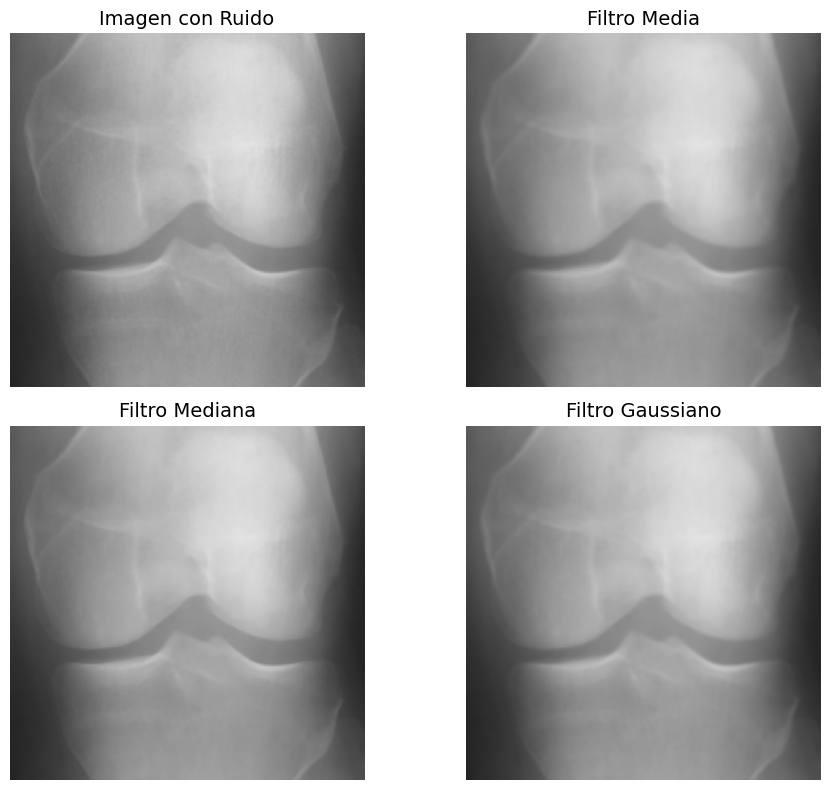 Imagen con Ruido
Filtro Media
Filtro Mediana
Filtro Gaussiano